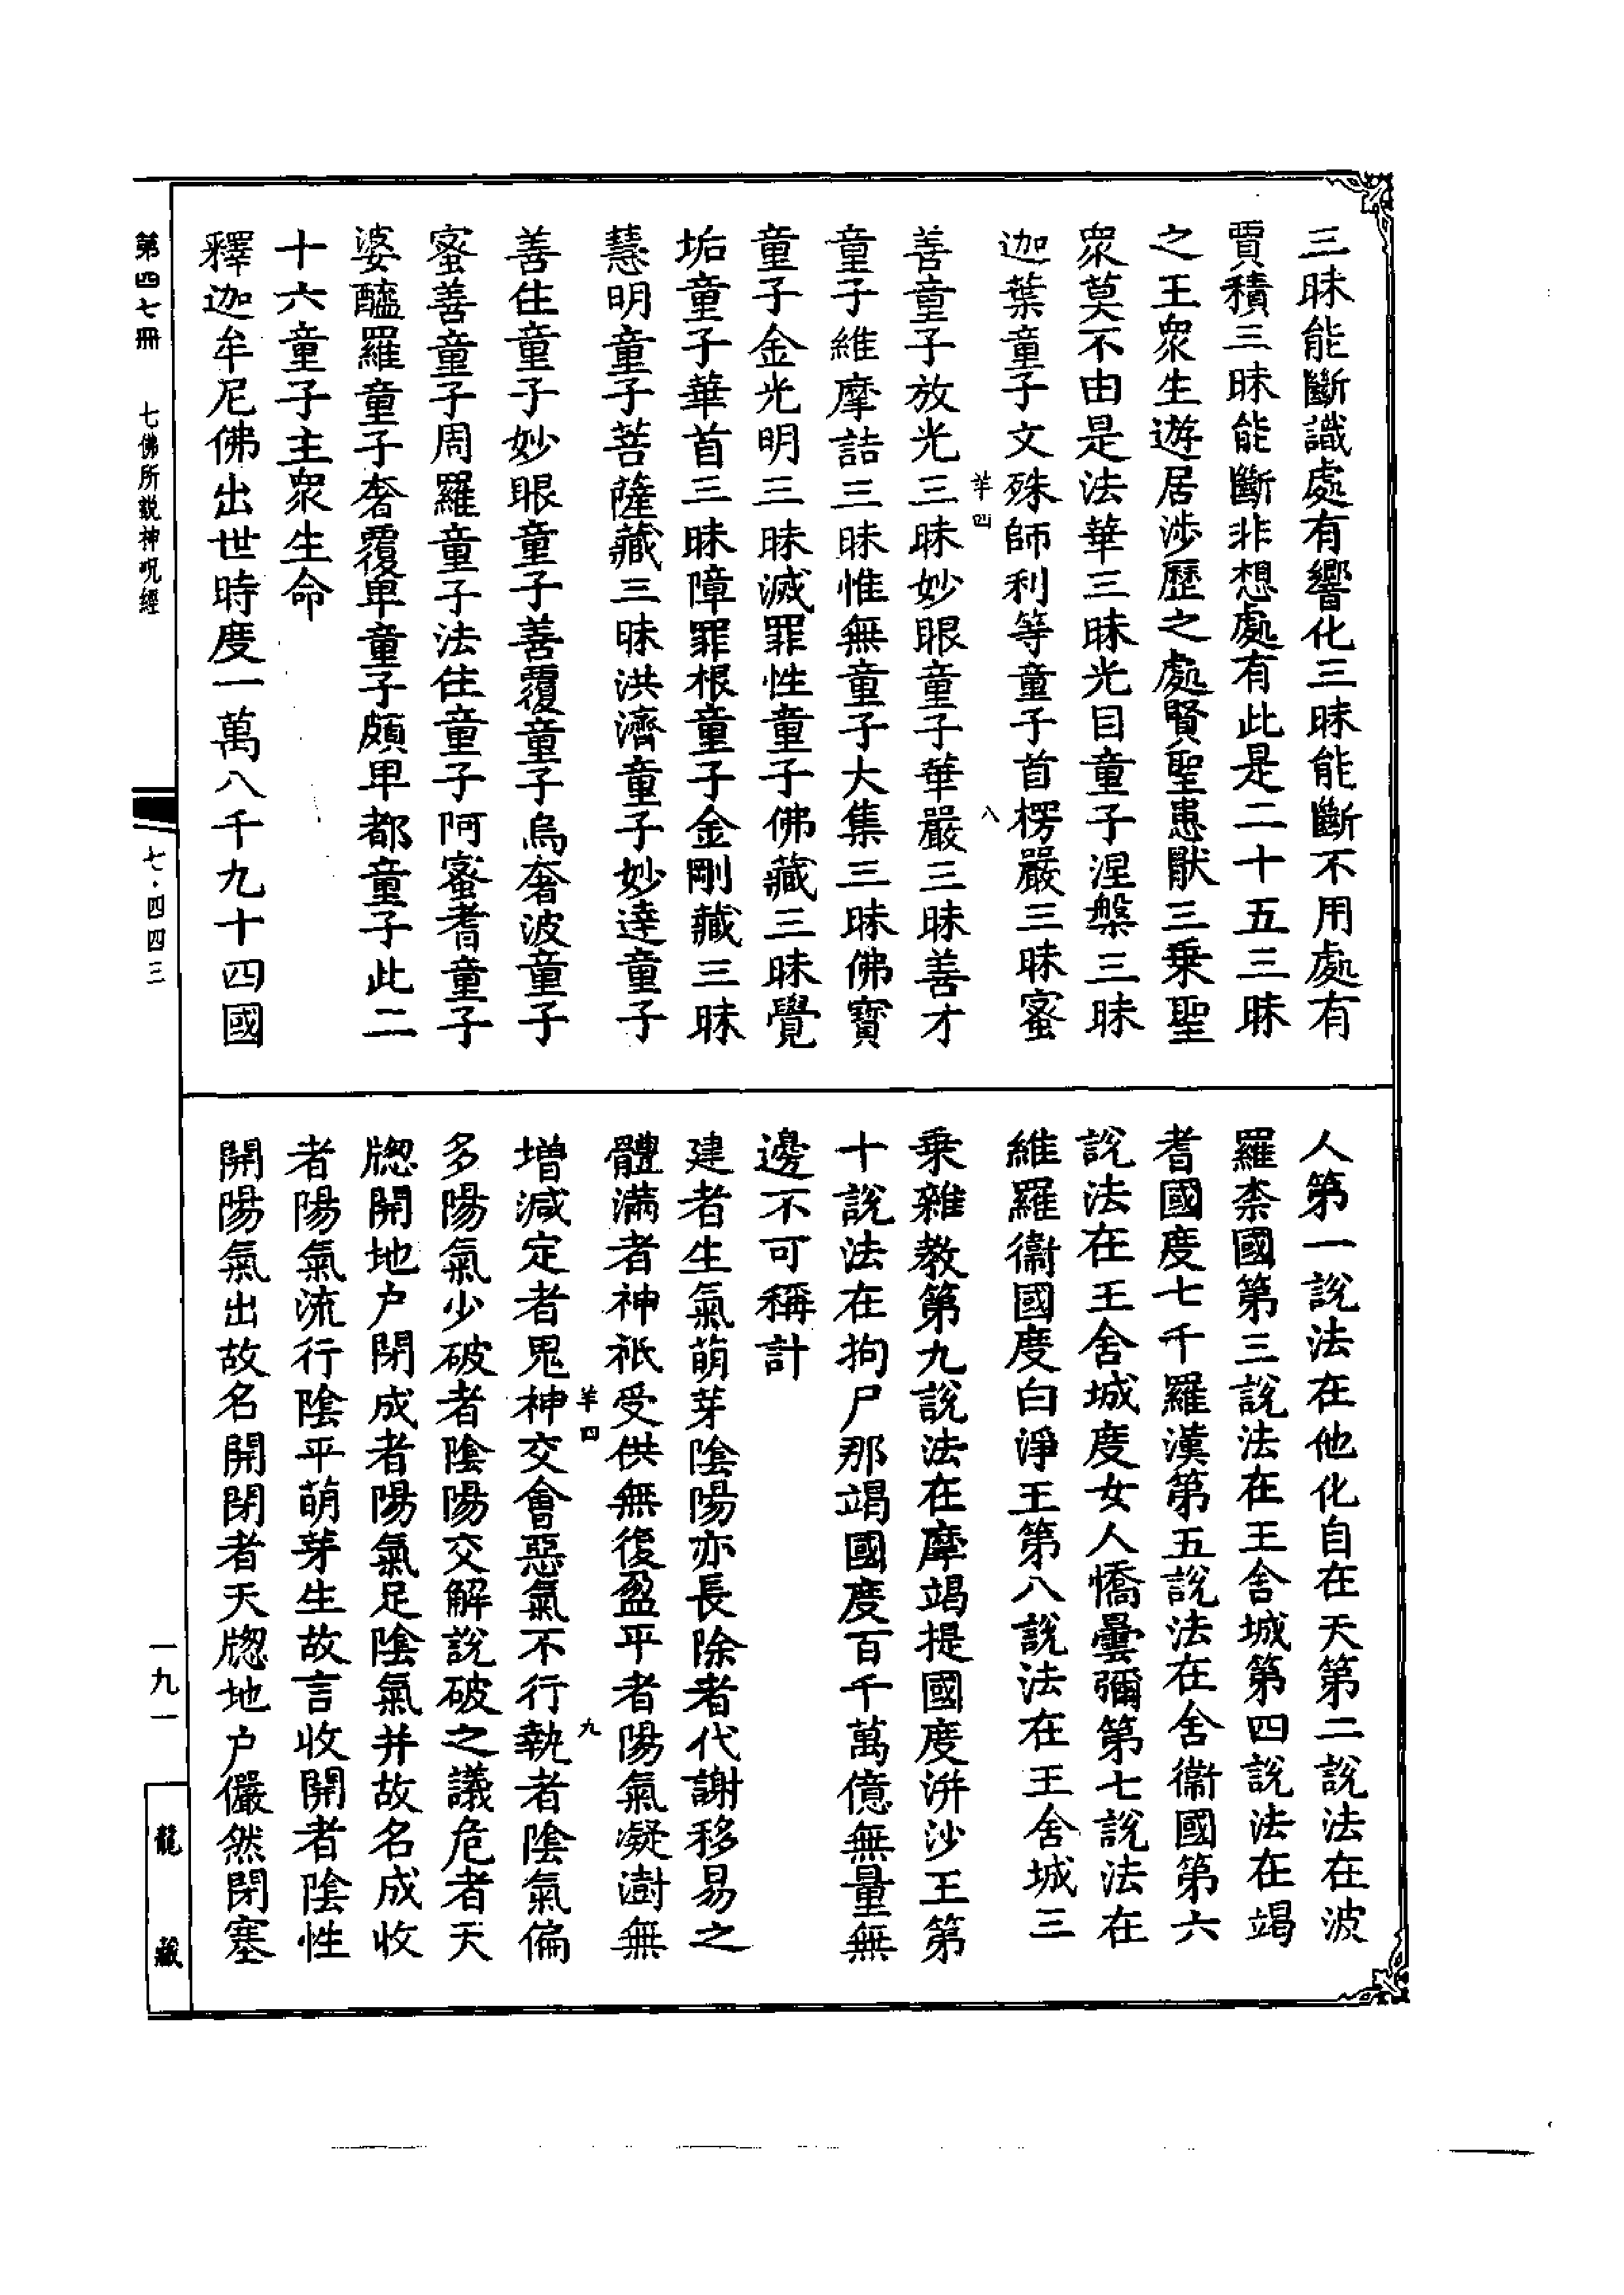 三昧能斷識處有響化三昧能斷不用處有
賈積三昧能斷非想處有此是二十五三昧
之王眾生遊居涉歷之處賢聖患厭三乗聖
眾莫不由是法華三昧光目童子涅槃三昧
迦葉童子文殊師利等童子首楞嚴三昧蜜
羊四
八
善童子放光三昧妙眼童子華嚴三昧善才
童子維摩詰三昧惟無童子大集三昧佛寳
童子金光明三昧滅罪性童子佛藏三昧覺
垢童子華首三昧障罪根童子金剛藏三昧
慧明童子菩薩藏三昧洪濟童子妙達童子
善住童子妙眼童子善覆童子烏奢波童子
蜜善童子周羅童子法住童子阿蜜耆童子
婆醯羅童子奢覆卑童子頗甲都童子此二
十六童子主眾生命
釋迦牟尼佛出世時度一萬八千九十四國
人第一說法在他化自在天第二說法在波
羅柰國第三說法在王舍城第四說法在竭
耆國度七千羅漢第五說法在舍衞國第六
說法在王舍城度女人憍曇彌第七說法在
維羅衞國度白淨王第八說法在王舍城三
乗雜教第九說法在摩竭提國度洴沙王第
十說法在拘尸那竭國度百千萬億無量無
邊不可稱計
建者生氣萌芽陰陽亦長除者代謝移易之
體滿者神祇受供無復盈平者陽氣凝澍無
羊四
九
增減定者鬼神交會惡氣不行執者陰氣偏
多陽氣少破者陰陽交解說破之議危者天
牕開地户閉成者陽氣足陰氣并故名成收
者陽氣流行陰平萌芽生故言收開者陰性
開陽氣出故名開閉者天牕地户儼然閉塞
第四七冊
七佛所說神呪經
七·四四三
一九一
龍藏